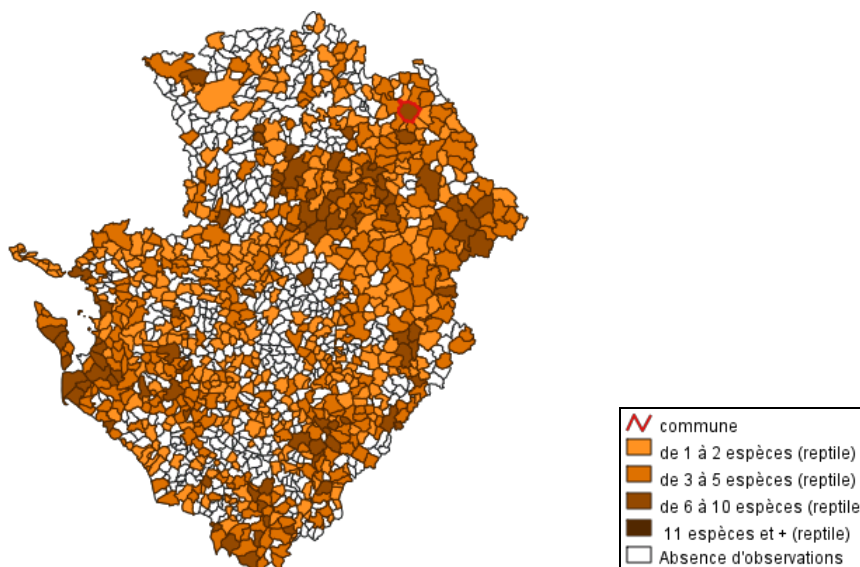 commune
de 1 à 2 espèces (reptile)
de 3 à 5 espèces (reptile)
de 6 à 10 espèces (reptile
11 espèces et + (reptile)
Absence d'observations